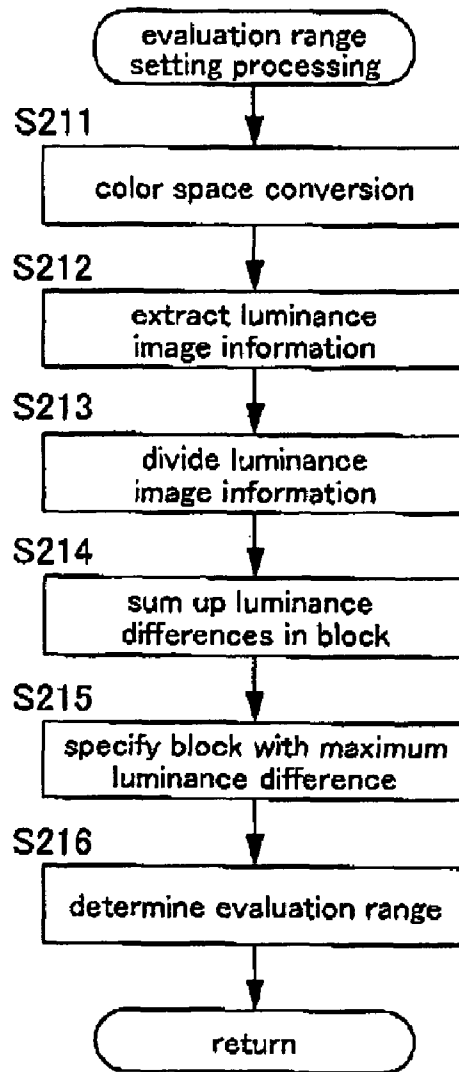 evaluation range
setting processing
S211
color space conversion
S212
extract luminance
image information
S213
divide luminance
image information
S214
sum up luminance
differences in block
S215
specify block with maximum
luminance difference
S216
determine evaluation range
return